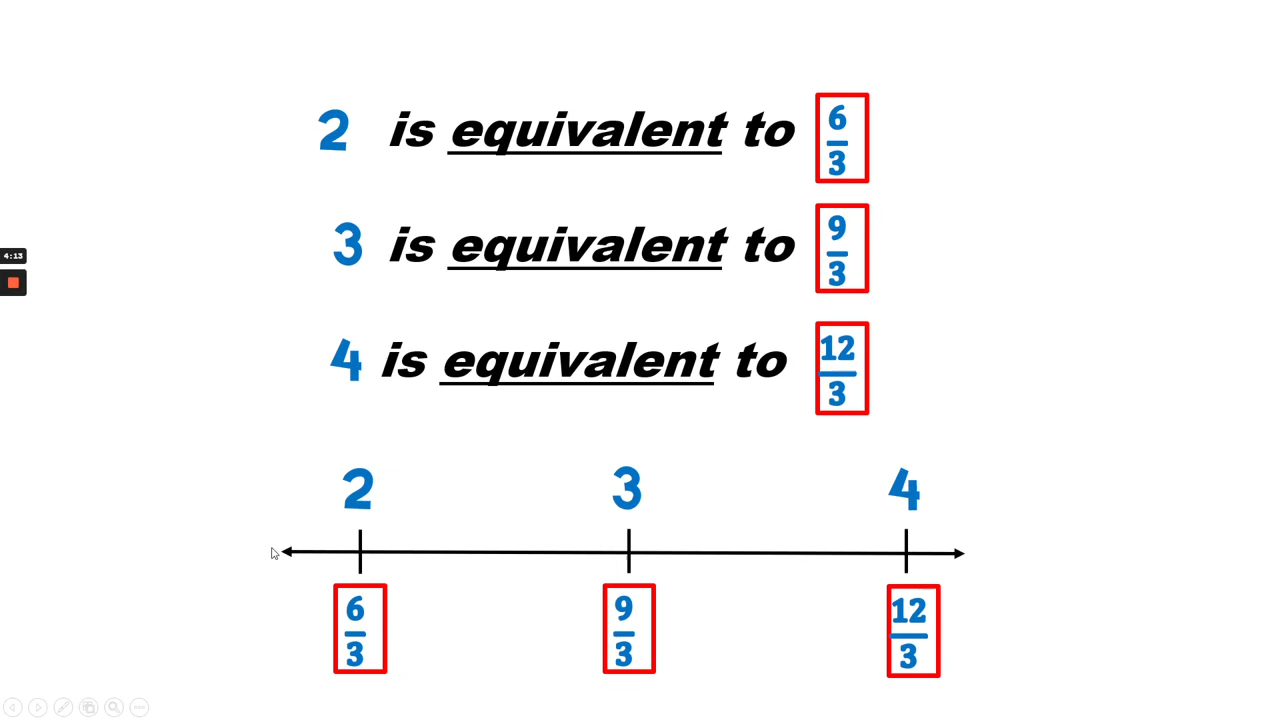 2 is equivalent to 6/3
4:13
3 is equivalent to 9/3
4 is equivalent to 12/3
2 3 4
6/3 9/3 12/3